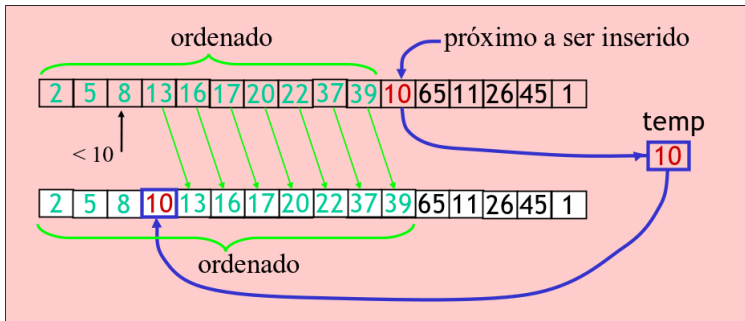 ordenado
próximo a ser inserido
2 5 8 13 16 17 20 22 37 39 10 65 11 26 45 1
temp
< 10
10
2 5 8 10 13 16 17 20 22 37 39 65 11 26 45 1
ordenado